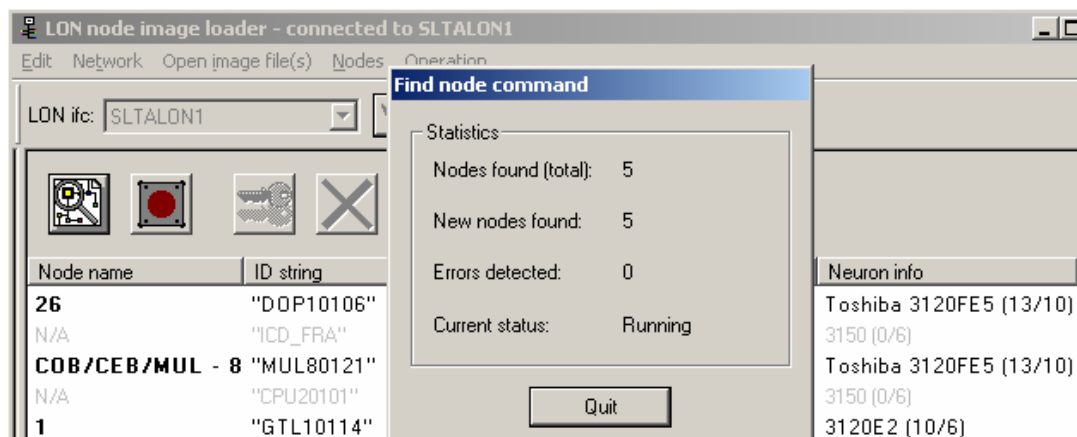 LON node image loader - connected to SLTALON1
Edit Network Open image file(s) Nodes Operation
LON ifc: SLTALON1
Find node command
Statistics
Nodes found (total): 5
New nodes found: 5
Errors detected: 0
Current status: Running
Quit
Node name ID string Neuron info
26 "DOP10106" Toshiba 3120FE5 (13/10)
N/A "ICD_FRA" 3150 (0/6)
COB/CEB/MUL - 8 "MUL80121" Toshiba 3120FE5 (13/10)
N/A "CPU20101" 3150 (0/6)
1 "GTL10114" 3120E2 (10/6)